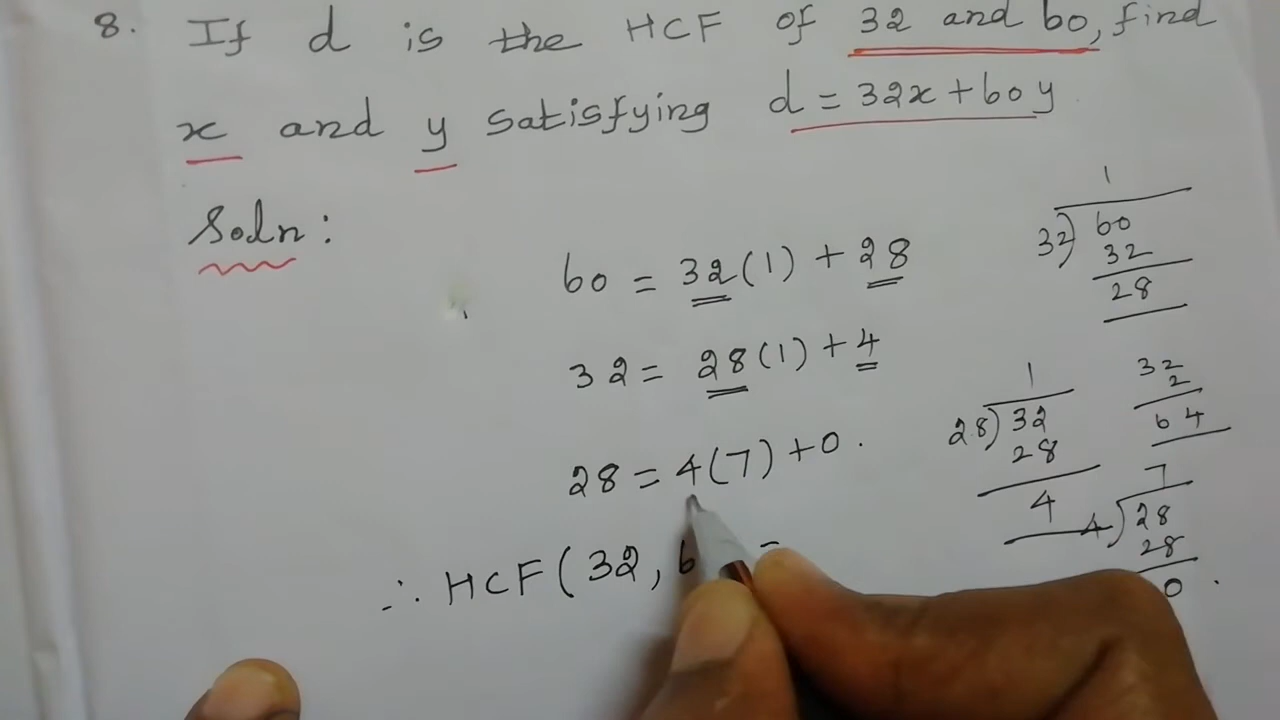 8. If d is the HCF of 32 and 60, find
x and y satisfying d = 32x + 60y
Soln:
60 = 32(1) + 28
32 = 28(1) + 4
28 = 4(7) + 0.
∴ HCF(32, 6 =
1
32) 60
32
28
1
28) 32
28
4
32
2
64
7
4) 28
28
0.